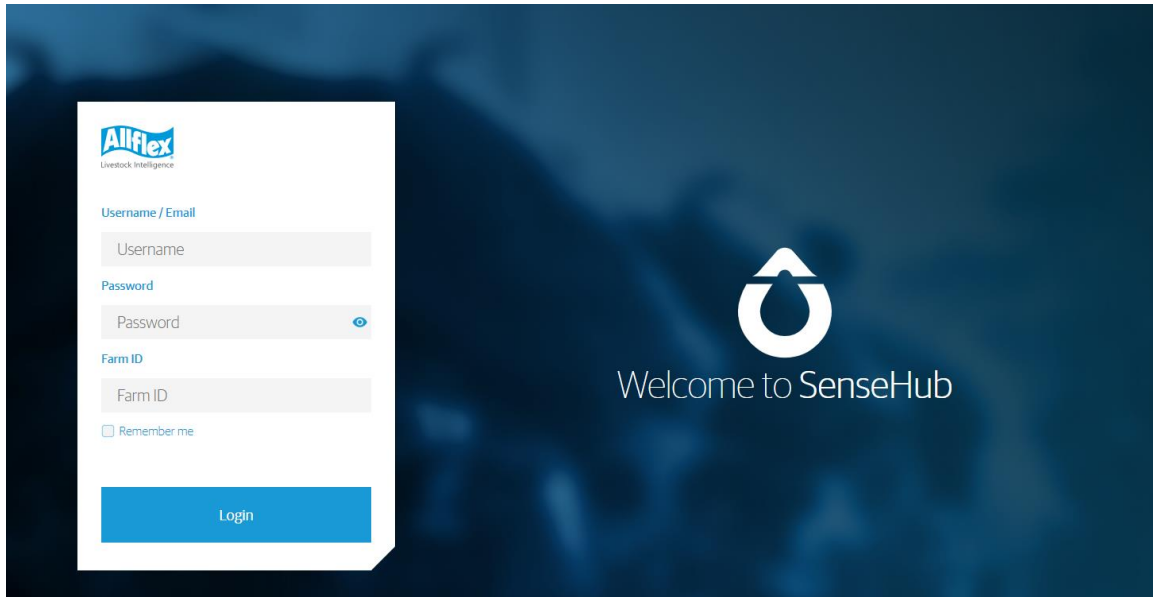 Allflex
Livestock Intelligence
Username / Email
Username
Password
Password
Farm ID
Farm ID
Remember me
Login
Welcome to SenseHub